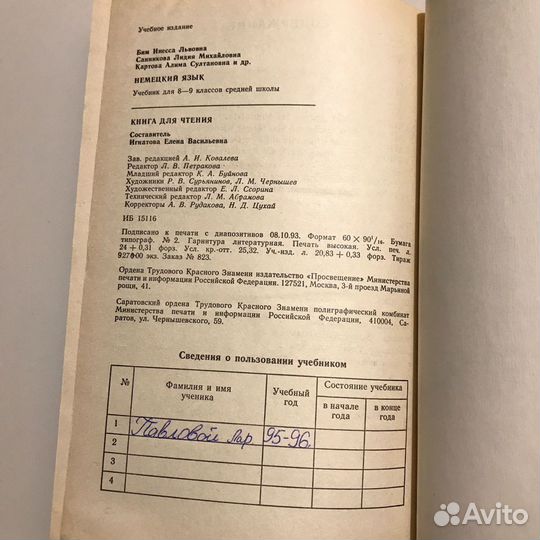 Учебное издание
Бим Инесса Львовна
Санникова Лидия Михайловна
Картова Алима Султановна и др.
НЕМЕЦКИЙ ЯЗЫК
Учебник для 8—9 классов средней школы
КНИГА ДЛЯ ЧТЕНИЯ
Составитель
Игнатова Елена Васильевна
Зав. редакцией А. И. Ковалева
Редактор Л. В. Петракова
Младший редактор К. А. Буйнова
Художники Р. В. Сурьянинов, Л. М. Чернышев
Художественный редактор Е. Л. Ссорина
Технический редактор Л. М. Абрамова
Корректоры А. В. Рудакова, Н. Д. Цухай
ИБ 15116
Подписано к печати с диапозитивов 08.10.93. Формат 60 × 90¹/₁₆. Бумага
типограф. № 2. Гарнитура литературная. Печать высокая. Усл. печ. л.
24 + 0,31 форз. Усл. кр.-отт. 25,32. Уч.-изд. л. 20,83 + 0,33 форз. Тираж
927000 экз. Заказ № 823.
Ордена Трудового Красного Знамени издательство «Просвещение» Министерства
печати и информации Российской Федерации. 127521, Москва, 3-й проезд Марьиной
рощи, 41.
Саратовский ордена Трудового Красного Знамени полиграфический комбинат
Министерства печати и информации Российской Федерации, 410004, Са-
ратов, ул. Чернышевского, 59.
Сведения о пользовании учебником
№ Фамилия и имя ученика Учебный год Состояние учебника
в начале года в конце года
1 Павловой Лар 95-96.
2
3
4
Avito